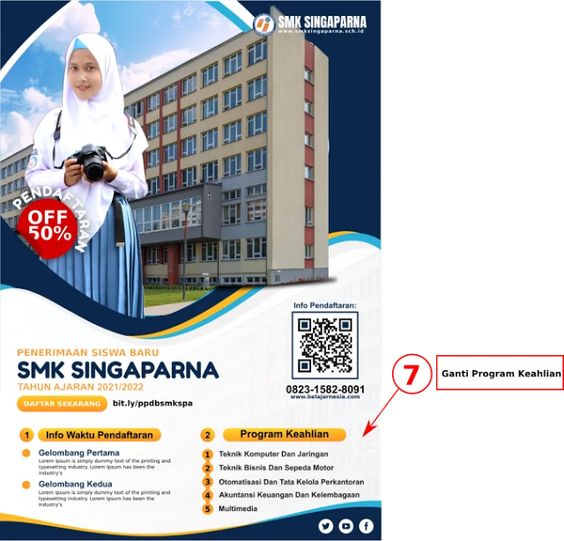 SMK SINGAPARNA
www.smksingaparna.sch.id
PENDAFTARAN
OFF
50%
Info Pendaftaran:
PENERIMAAN SISWA BARU
SMK SINGAPARNA
TAHUN AJARAN 2021/2022
DAFTAR SEKARANG bit.ly/ppdbsmkspa
0823-1582-8091
www.belajarnesia.com
7 Ganti Program Keahlian
1 Info Waktu Pendaftaran
Gelombang Pertama
Lorem Ipsum is simply dummy text of the printing and
typesetting industry. Lorem Ipsum has been the
industry's
Gelombang Kedua
Lorem Ipsum is simply dummy text of the printing and
typesetting industry. Lorem Ipsum has been the
industry's
2 Program Keahlian
1 Teknik Komputer Dan Jaringan
2 Teknik Bisnis Dan Sepeda Motor
3 Otomatisasi Dan Tata Kelola Perkantoran
4 Akuntansi Keuangan Dan Kelembagaan
5 Multimedia